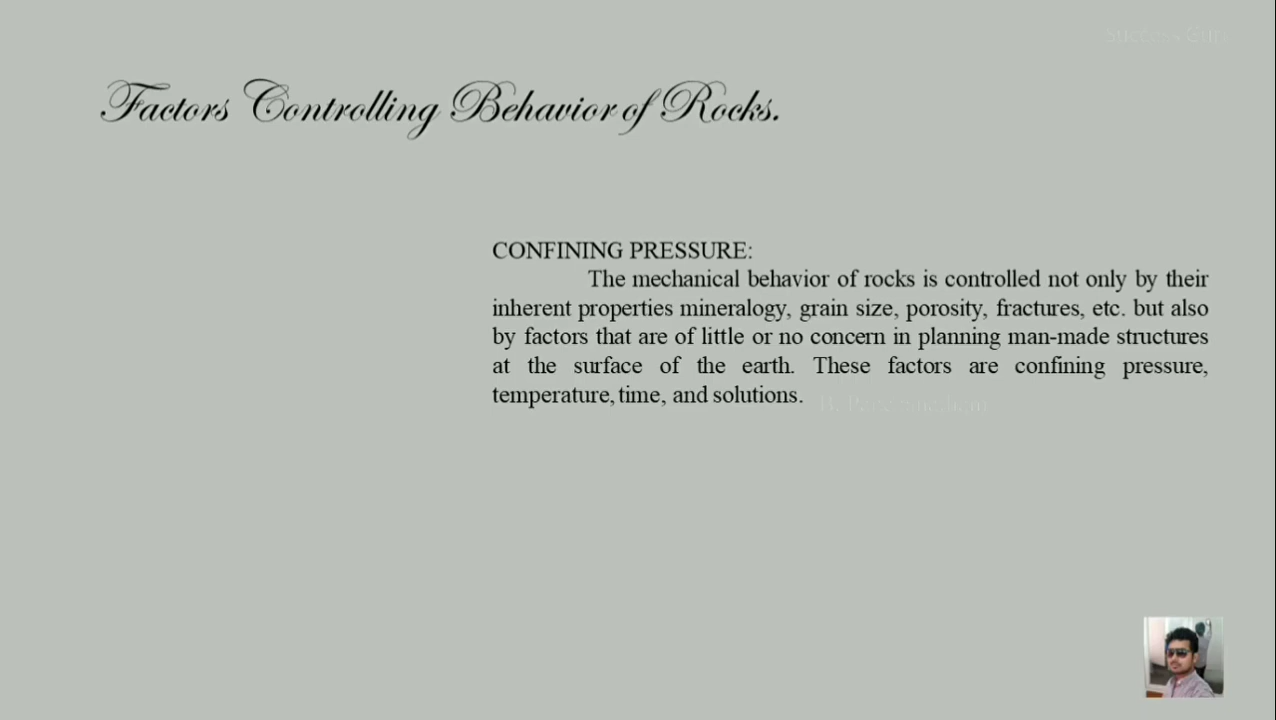 Factors Controlling Behavior of Rocks.
CONFINING PRESSURE:
The mechanical behavior of rocks is controlled not only by their
inherent properties mineralogy, grain size, porosity, fractures, etc. but also
by factors that are of little or no concern in planning man-made structures
at the surface of the earth. These factors are confining pressure,
temperature, time, and solutions.